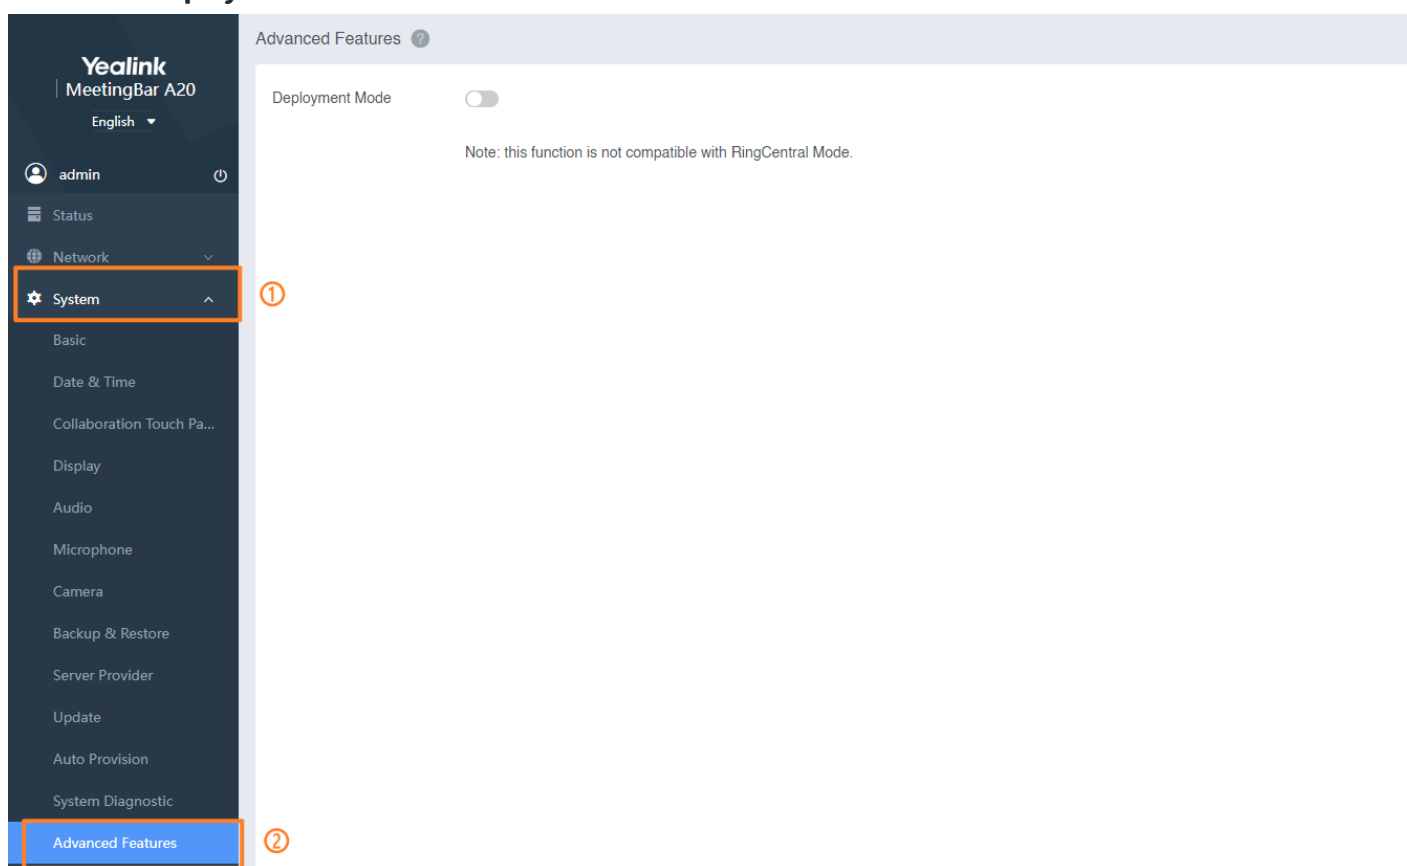 Advanced Features ?
Yealink
MeetingBar A20
English
Deployment Mode
Note: this function is not compatible with RingCentral Mode.
admin
Status
Network
System
①
Basic
Date & Time
Collaboration Touch Pa...
Display
Audio
Microphone
Camera
Backup & Restore
Server Provider
Update
Auto Provision
System Diagnostic
Advanced Features
②